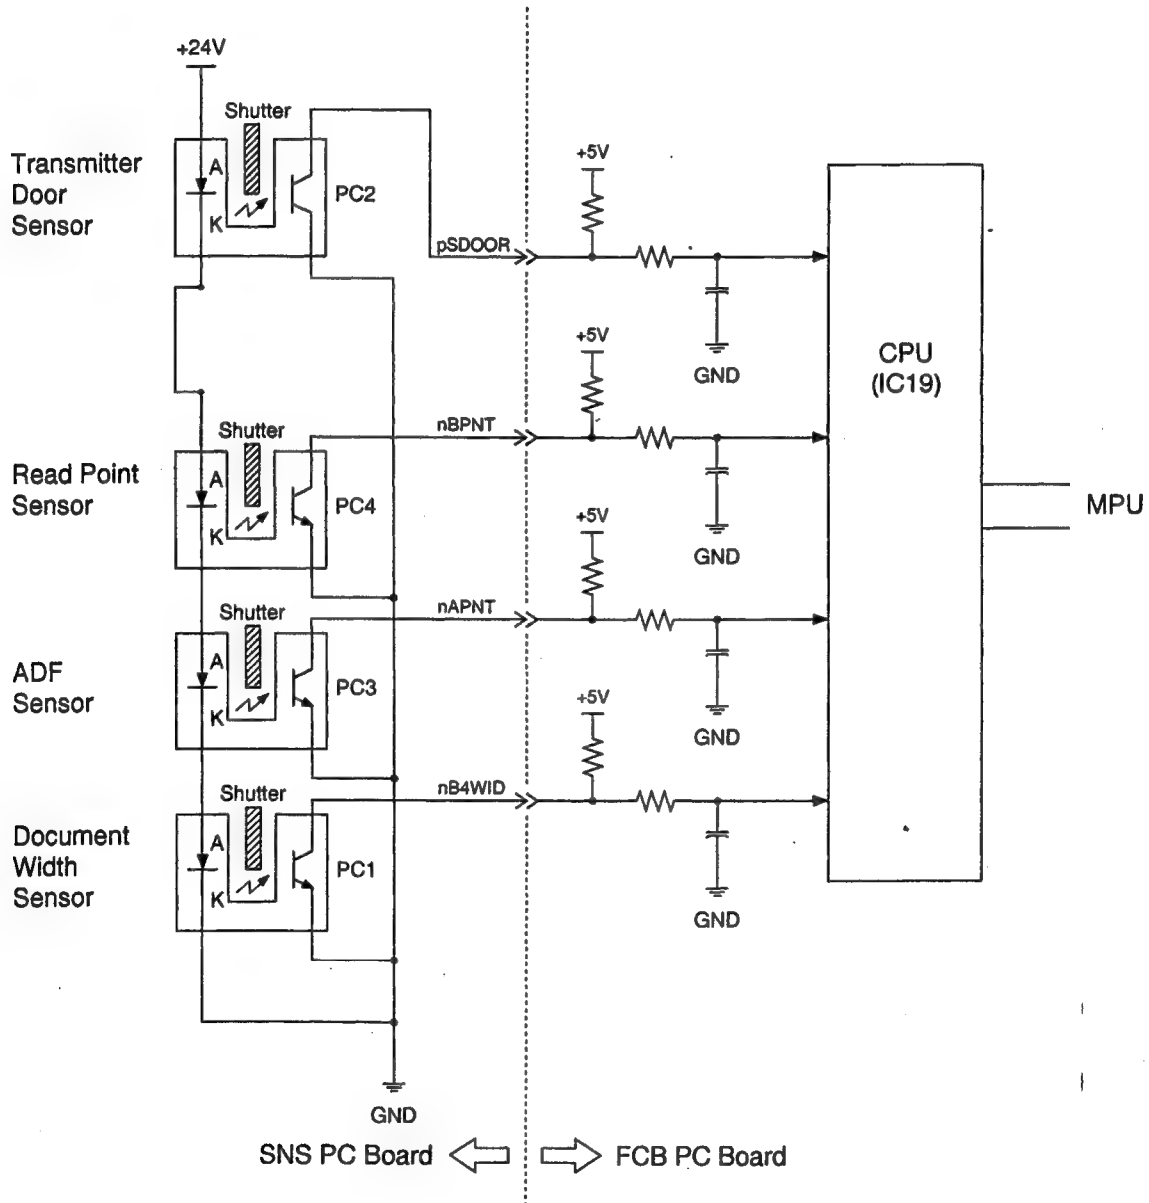 +24V
Shutter
Transmitter
Door
Sensor
A
K
PC2
pSDOOR
+5V
GND
CPU
(IC19)
MPU
Shutter
Read Point
Sensor
A
K
PC4
nBPNT
+5V
GND
Shutter
ADF
Sensor
A
K
PC3
nAPNT
+5V
GND
Shutter
Document
Width
Sensor
A
K
PC1
nB4WID
+5V
GND
GND
SNS PC Board
FCB PC Board